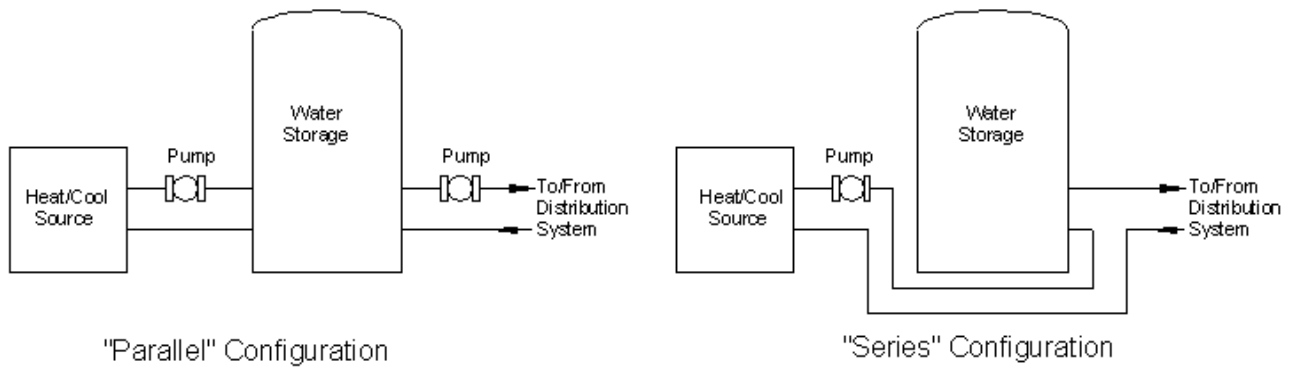 Water
Storage
Pump
Pump
Heat/Cool
Source
To/From
Distribution
System
"Parallel" Configuration
Water
Storage
Pump
Heat/Cool
Source
To/From
Distribution
System
"Series" Configuration